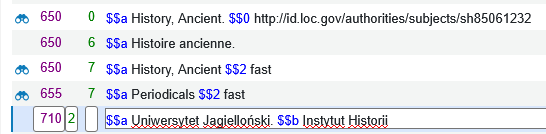 650 0 $$a History, Ancient. $$0 http://id.loc.gov/authorities/subjects/sh85061232
650 6 $$a Histoire ancienne.
650 7 $$a History, Ancient $$2 fast
655 7 $$a Periodicals $$2 fast
710 2 $$a Uniwersytet Jagielloński. $$b Instytut Historii